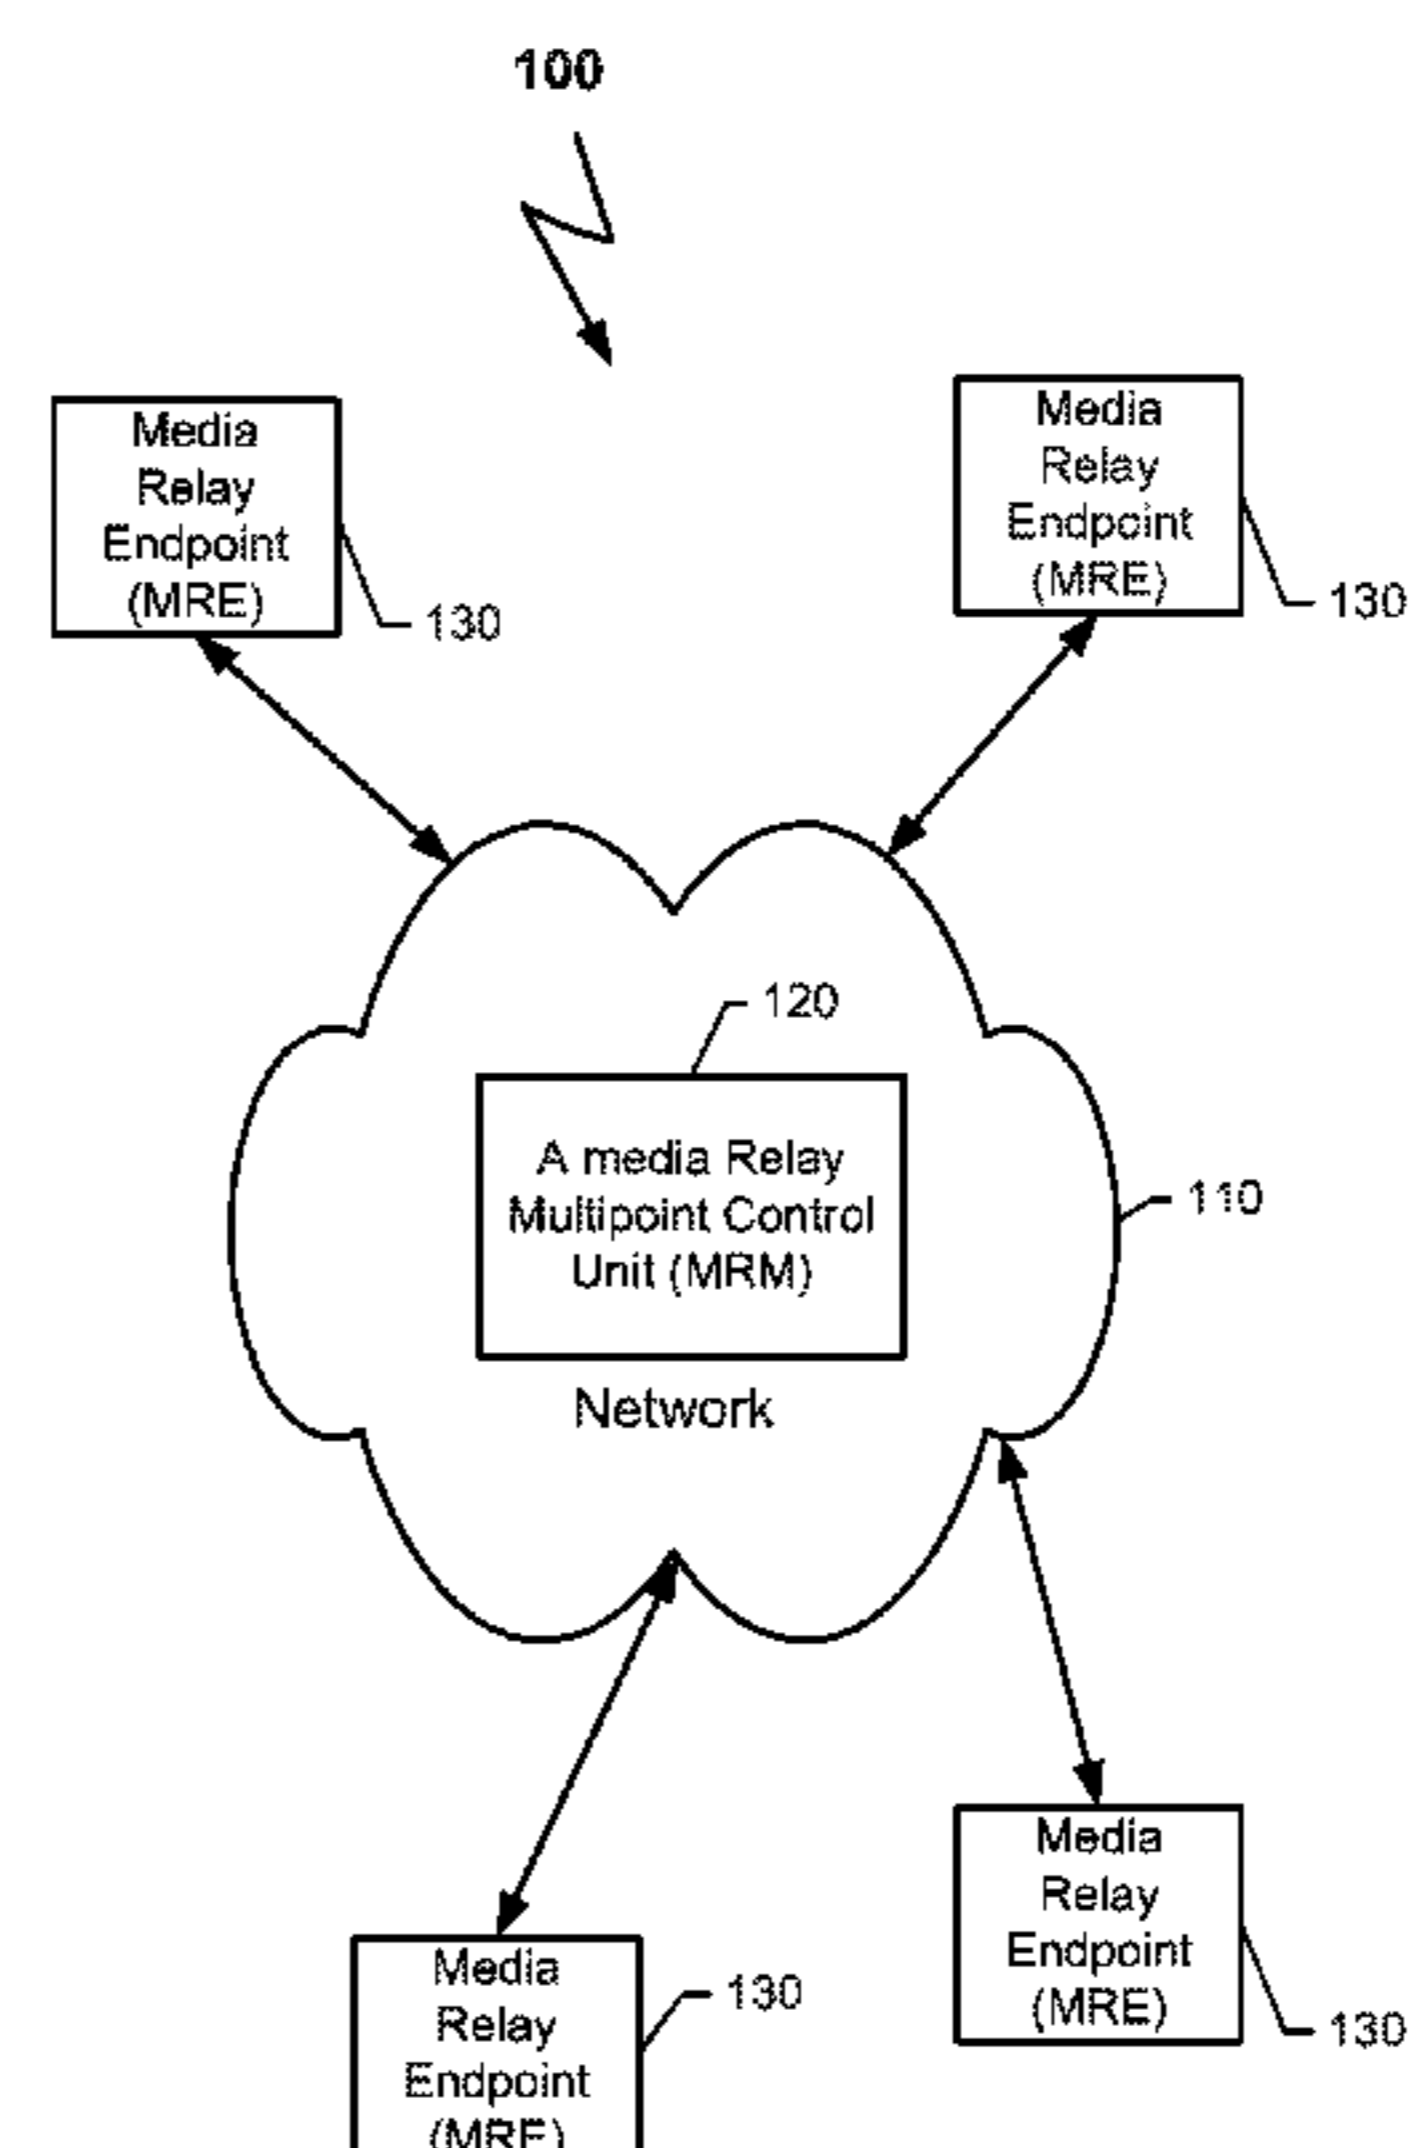 100
Media
Relay
Endpoint
(MRE)
130
Media
Relay
Endpoint
(MRE)
130
120
A media Relay
Multipoint Control
Unit (MRM)
110
Network
Media
Relay
Endpoint
(MRE)
130
Media
Relay
Endpoint
(MRE)
130